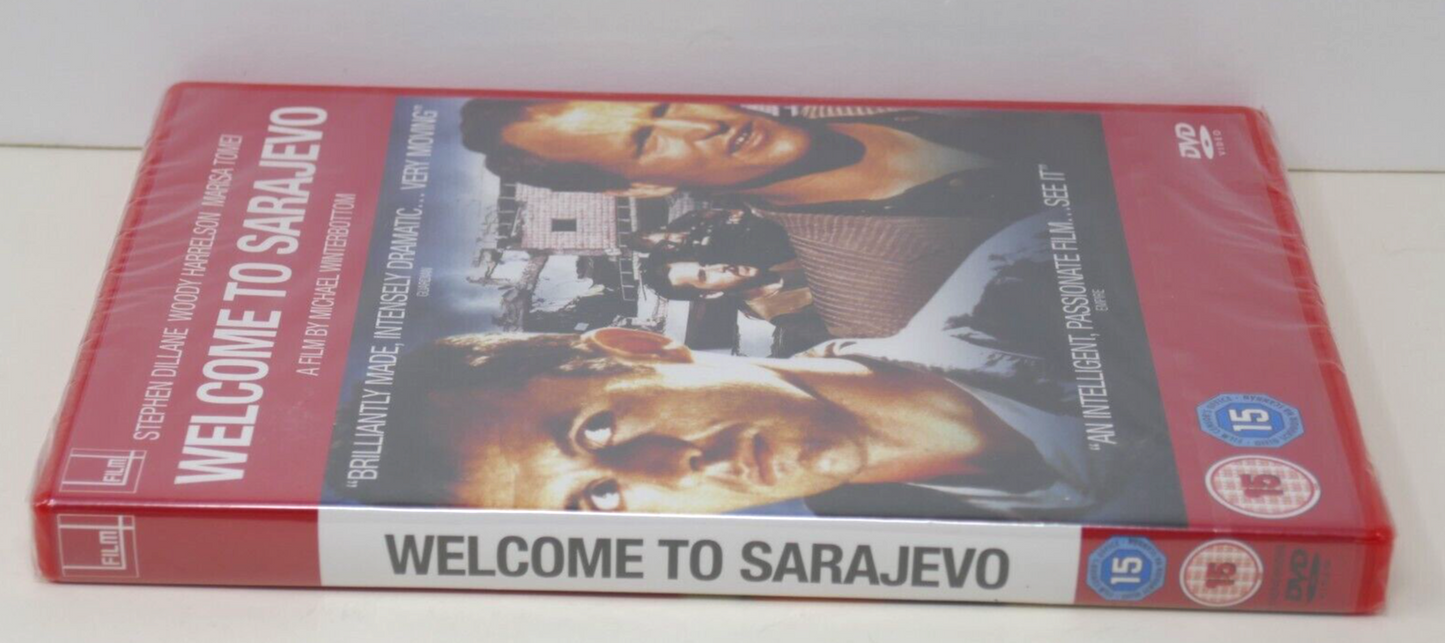 STEPHEN DILLANE WOODY HARRELSON MARISA TOMEI
WELCOME TO SARAJEVO
A FILM BY MICHAEL WINTERBOTTOM
FILM
“BRILLIANTLY MADE, INTENSELY DRAMATIC... VERY MOVING”
GUARDIAN
“AN INTELLIGENT, PASSIONATE FILM...SEE IT”
EMPIRE
DVD
VIDEO
15
15
FILM
WELCOME TO SARAJEVO
15
15
DVD